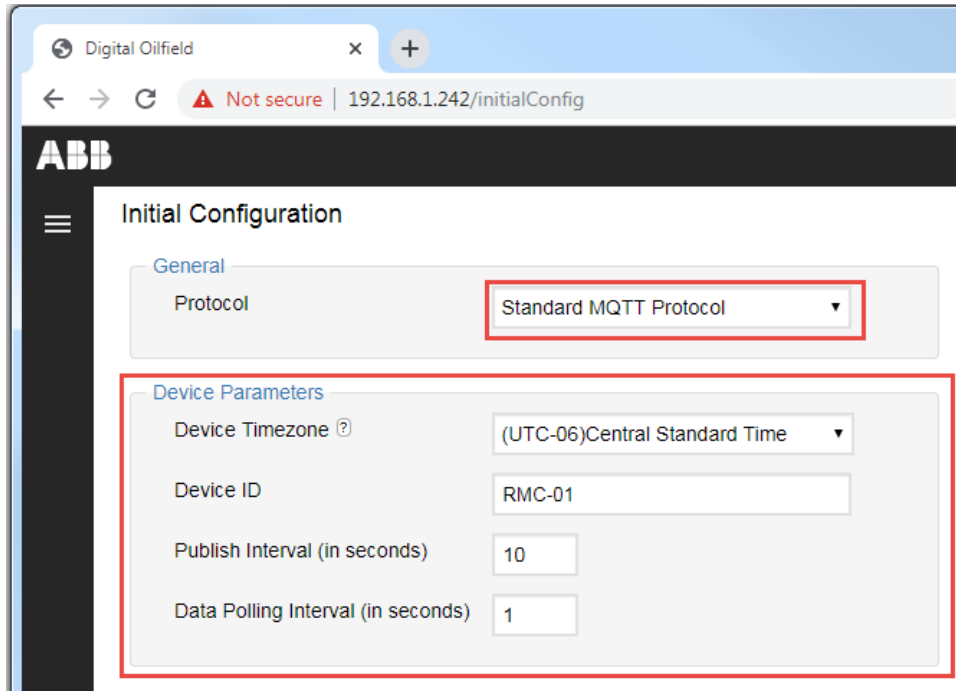 Digital Oilfield
Not secure | 192.168.1.242/initialConfig
ABB
Initial Configuration
General
Protocol Standard MQTT Protocol
Device Parameters
Device Timezone ? (UTC-06)Central Standard Time
Device ID RMC-01
Publish Interval (in seconds) 10
Data Polling Interval (in seconds) 1